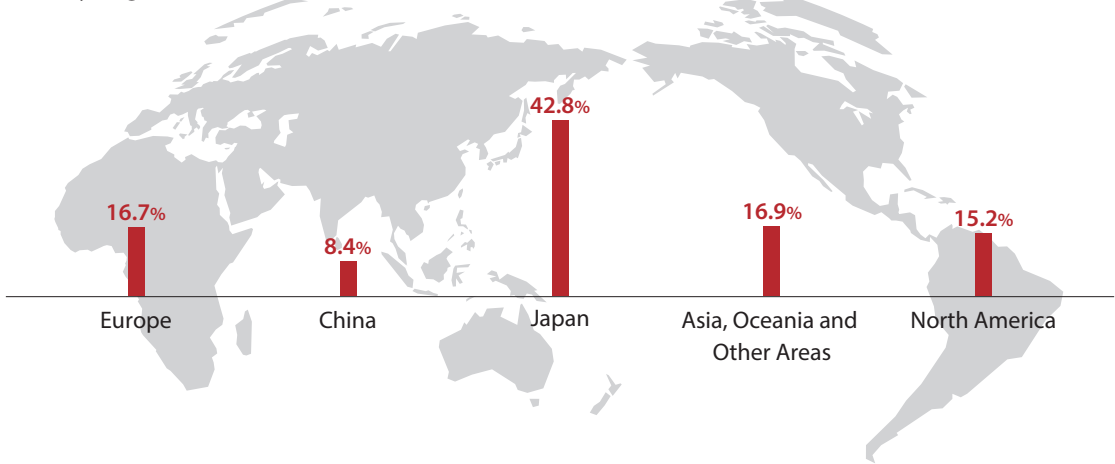 42.8%
16.7%
16.9%
15.2%
8.4%
Europe
China
Japan
Asia, Oceania and
Other Areas
North America